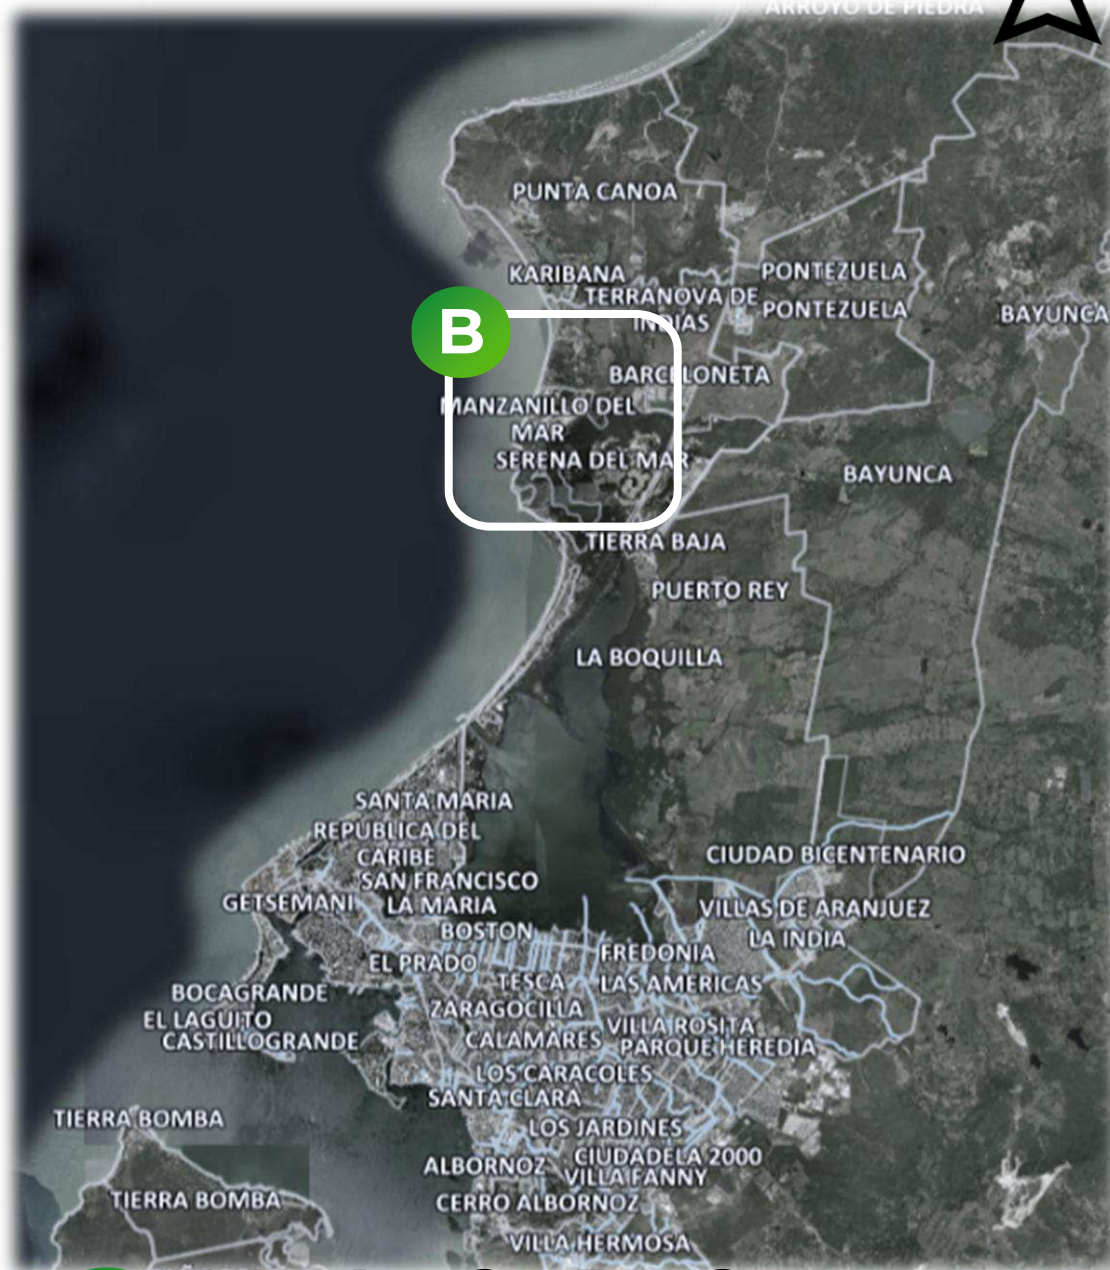 ARROYO DE PIEDRA
PUNTA CANOA
KARIBANA
PONTEZUELA
TERRANOVA DE
INDIAS
PONTEZUELA
BAYUNCA
B
BARCELONETA
MANZANILLO DEL
MAR
SERENA DEL MAR
BAYUNCA
TIERRA BAJA
PUERTO REY
LA BOQUILLA
SANTA MARIA
REPUBLICA DEL
CARIBE
CIUDAD BICENTENARIO
SAN FRANCISCO
GETSEMANI
LA MARIA
VILLAS DE ARANJUEZ
BOSTON
LA INDIA
FREDONIA
EL PRADO
TESCA
LAS AMERICAS
BOCAGRANDE
ZARAGOCILLA
EL LAGUITO
VILLA ROSITA
CASTILLOGRANDE
CALAMARES
PARQUE HEREDIA
LOS CARACOLES
SANTA CLARA
TIERRA BOMBA
LOS JARDINES
CIUDADELA 2000
ALBORNOZ
VILLA FANNY
TIERRA BOMBA
CERRO ALBORNOZ
VILLA HERMOSA